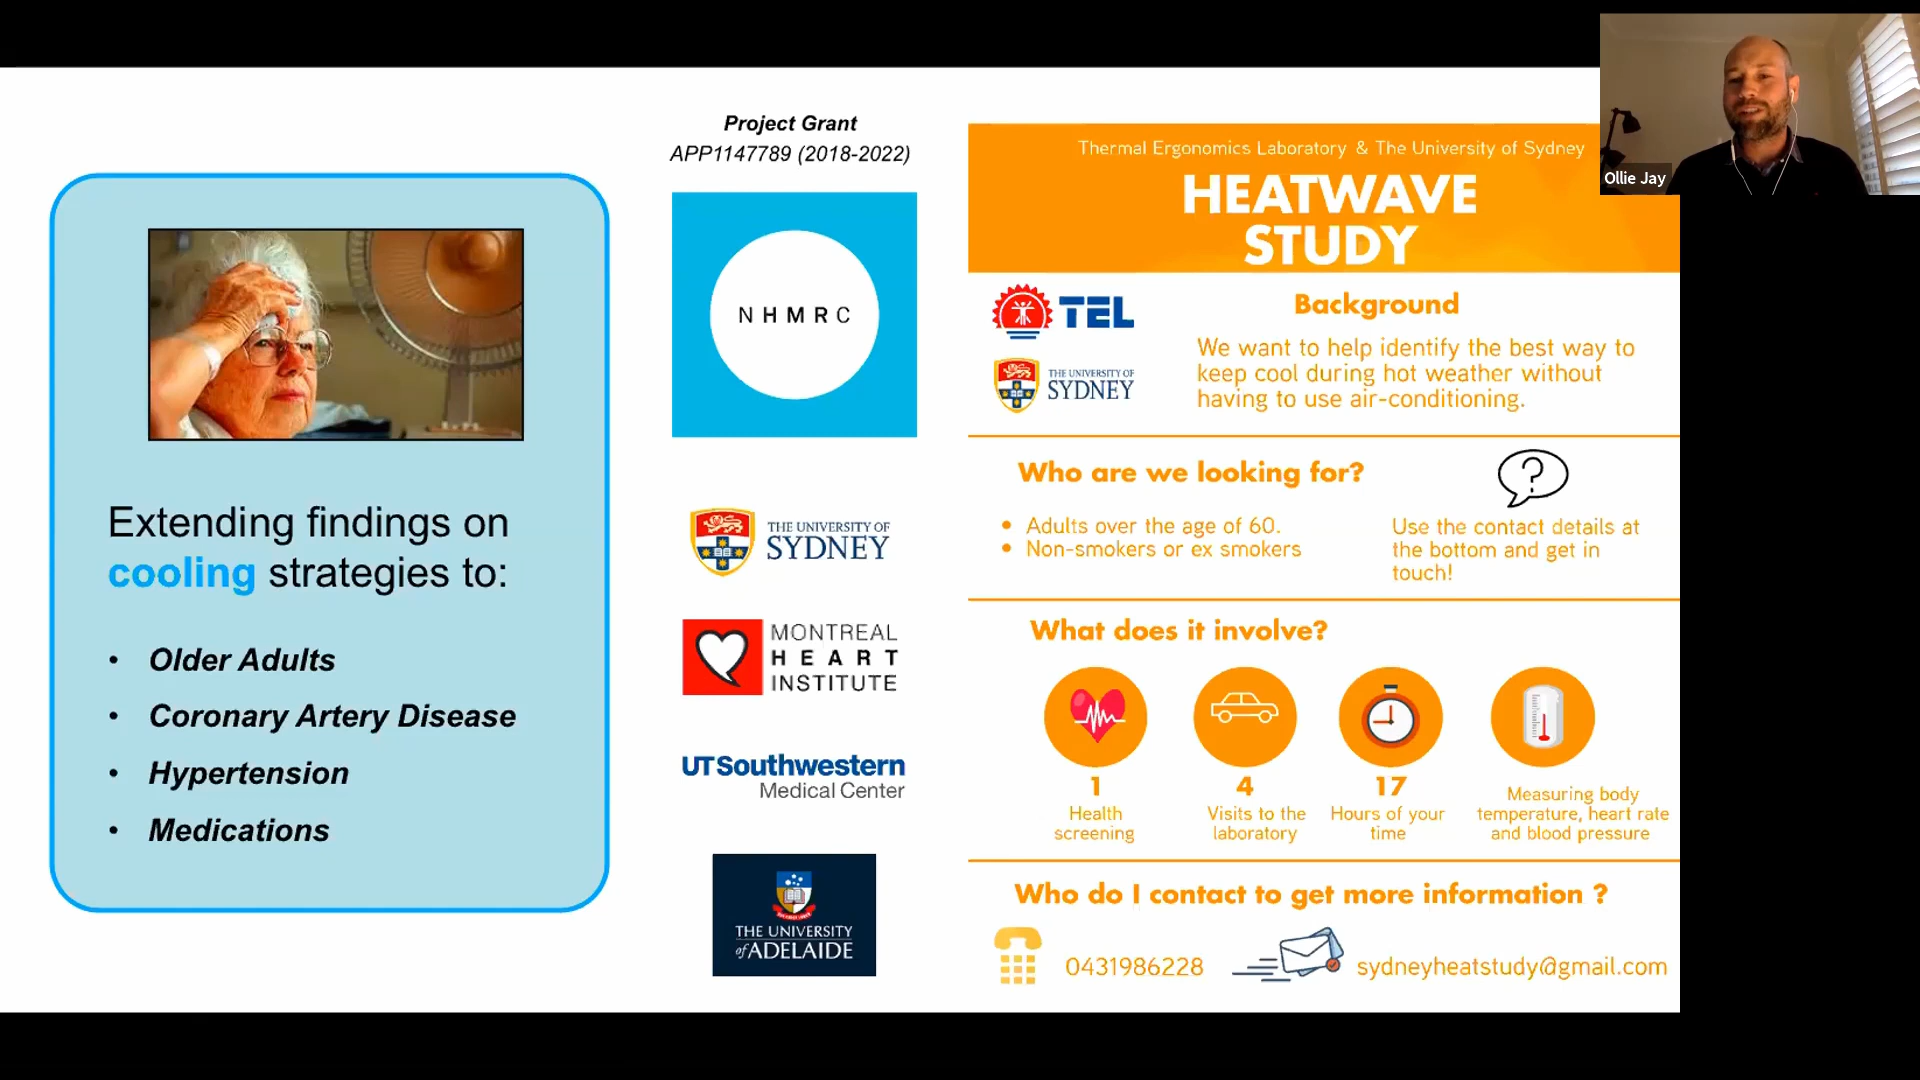 Extending findings on
cooling strategies to:
• Older Adults
• Coronary Artery Disease
• Hypertension
• Medications
Project Grant
APP1147789 (2018-2022)
NHMRC
THE UNIVERSITY OF
SYDNEY
MONTREAL
HEART
INSTITUTE
UTSouthwestern
Medical Center
THE UNIVERSITY
of ADELAIDE
Thermal Ergonomics Laboratory & The University of Sydney
HEATWAVE
STUDY
TEL
THE UNIVERSITY OF
SYDNEY
Background
We want to help identify the best way to
keep cool during hot weather without
having to use air-conditioning.
Who are we looking for?
• Adults over the age of 60.
• Non-smokers or ex smokers
?
Use the contact details at
the bottom and get in
touch!
What does it involve?
1
Health
screening
4
Visits to the
laboratory
17
Hours of your
time
Measuring body
temperature, heart rate
and blood pressure
Who do I contact to get more information ?
0431986228
sydneyheatstudy@gmail.com
Ollie Jay